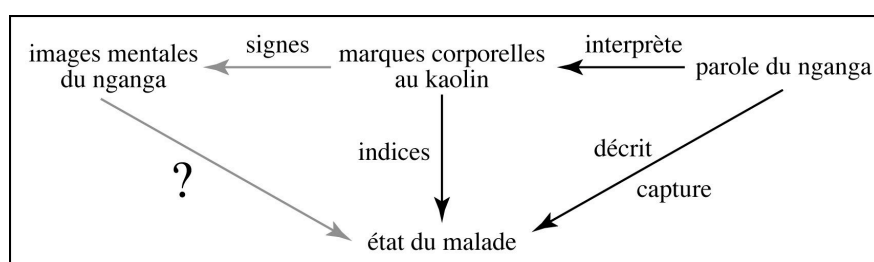 images mentales
du nganga
signes
marques corporelles
au kaolin
interprète
parole du nganga
indices
décrit
capture
?
état du malade